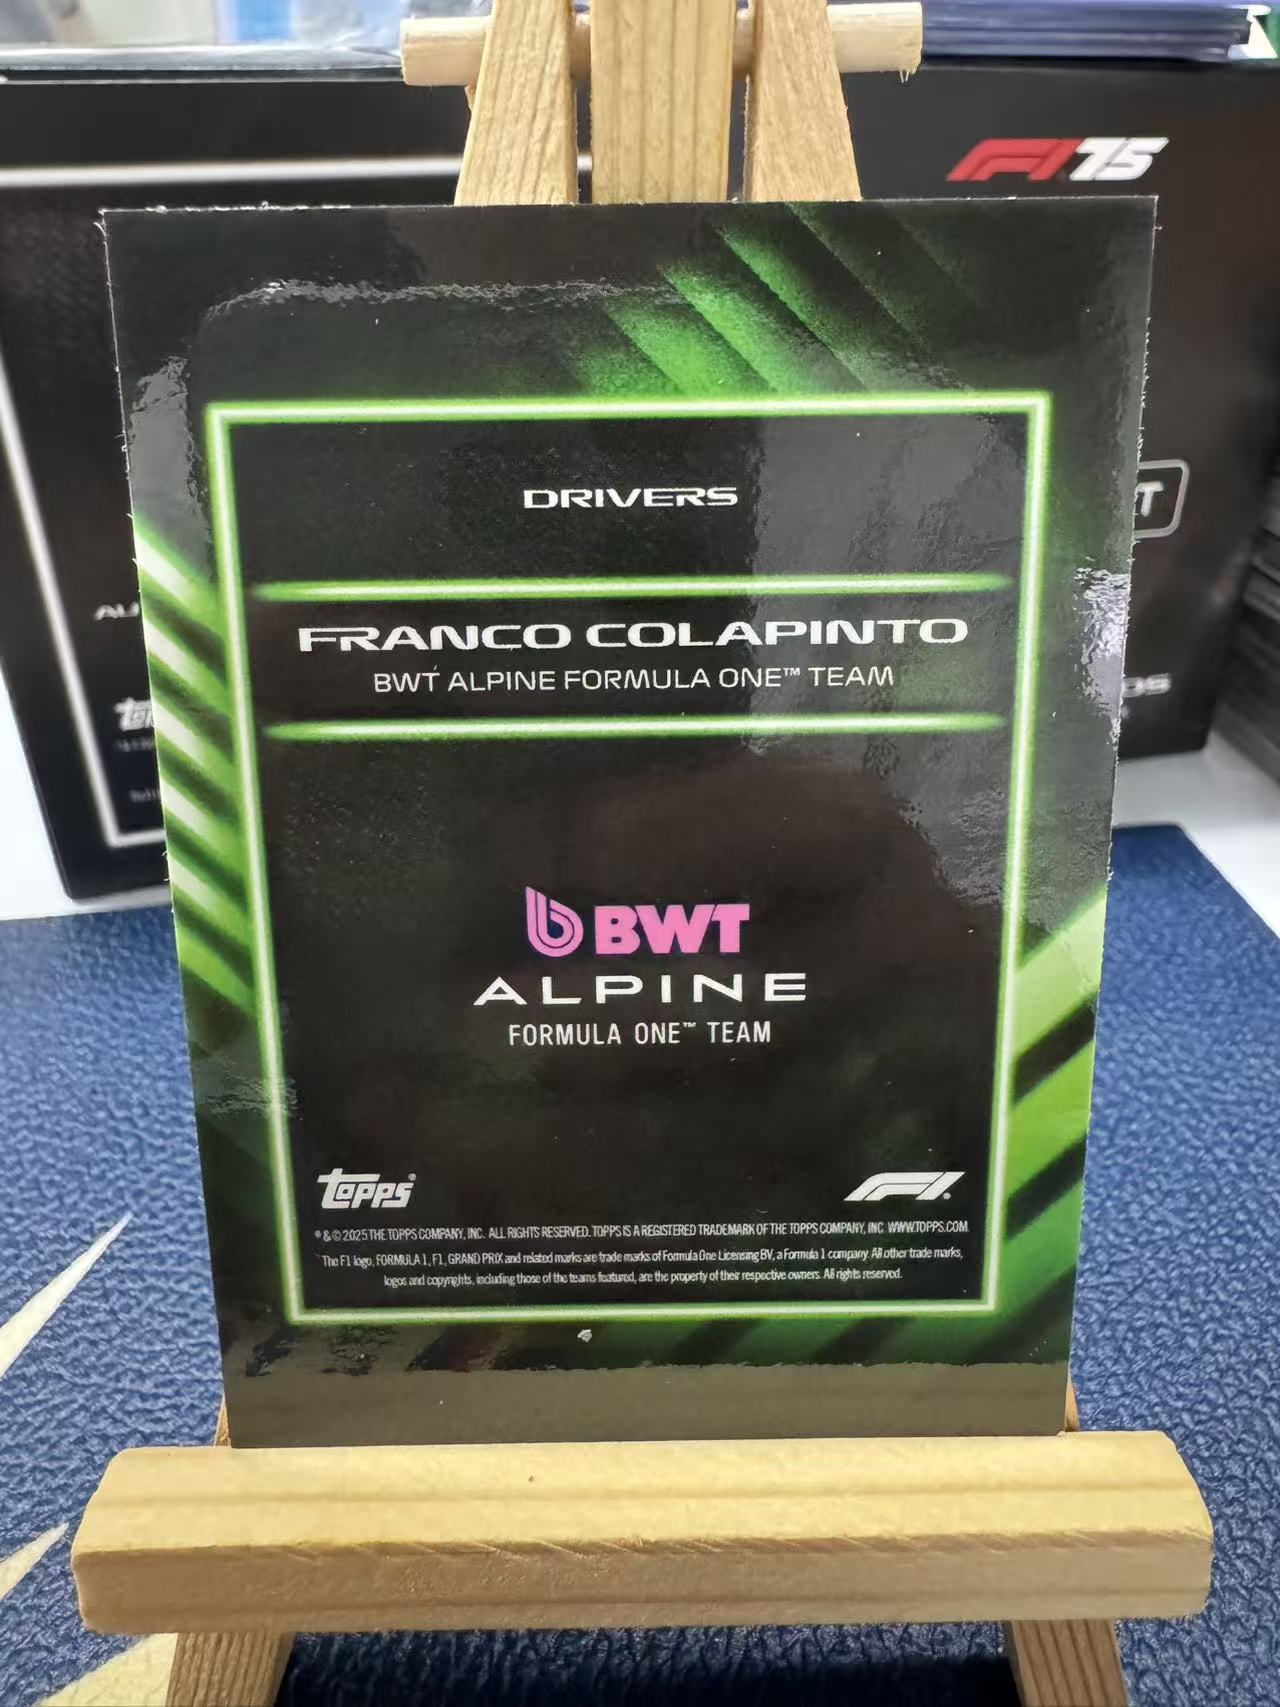 F1 75
DRIVERS
FRANCO COLAPINTO
BWT ALPINE FORMULA ONE™ TEAM
BWT
ALPINE
FORMULA ONE™ TEAM
Topps®
F1®
® & © 2025 THE TOPPS COMPANY, INC. ALL RIGHTS RESERVED. TOPPS IS A REGISTERED TRADEMARK OF THE TOPPS COMPANY, INC. WWW.TOPPS.COM.
The F1 logo, FORMULA 1, F1, GRAND PRIX and related marks are trade marks of Formula One Licensing BV, a Formula 1 company. All other trade marks,
logos and copyrights, including those of the teams featured, are the property of their respective owners. All rights reserved.